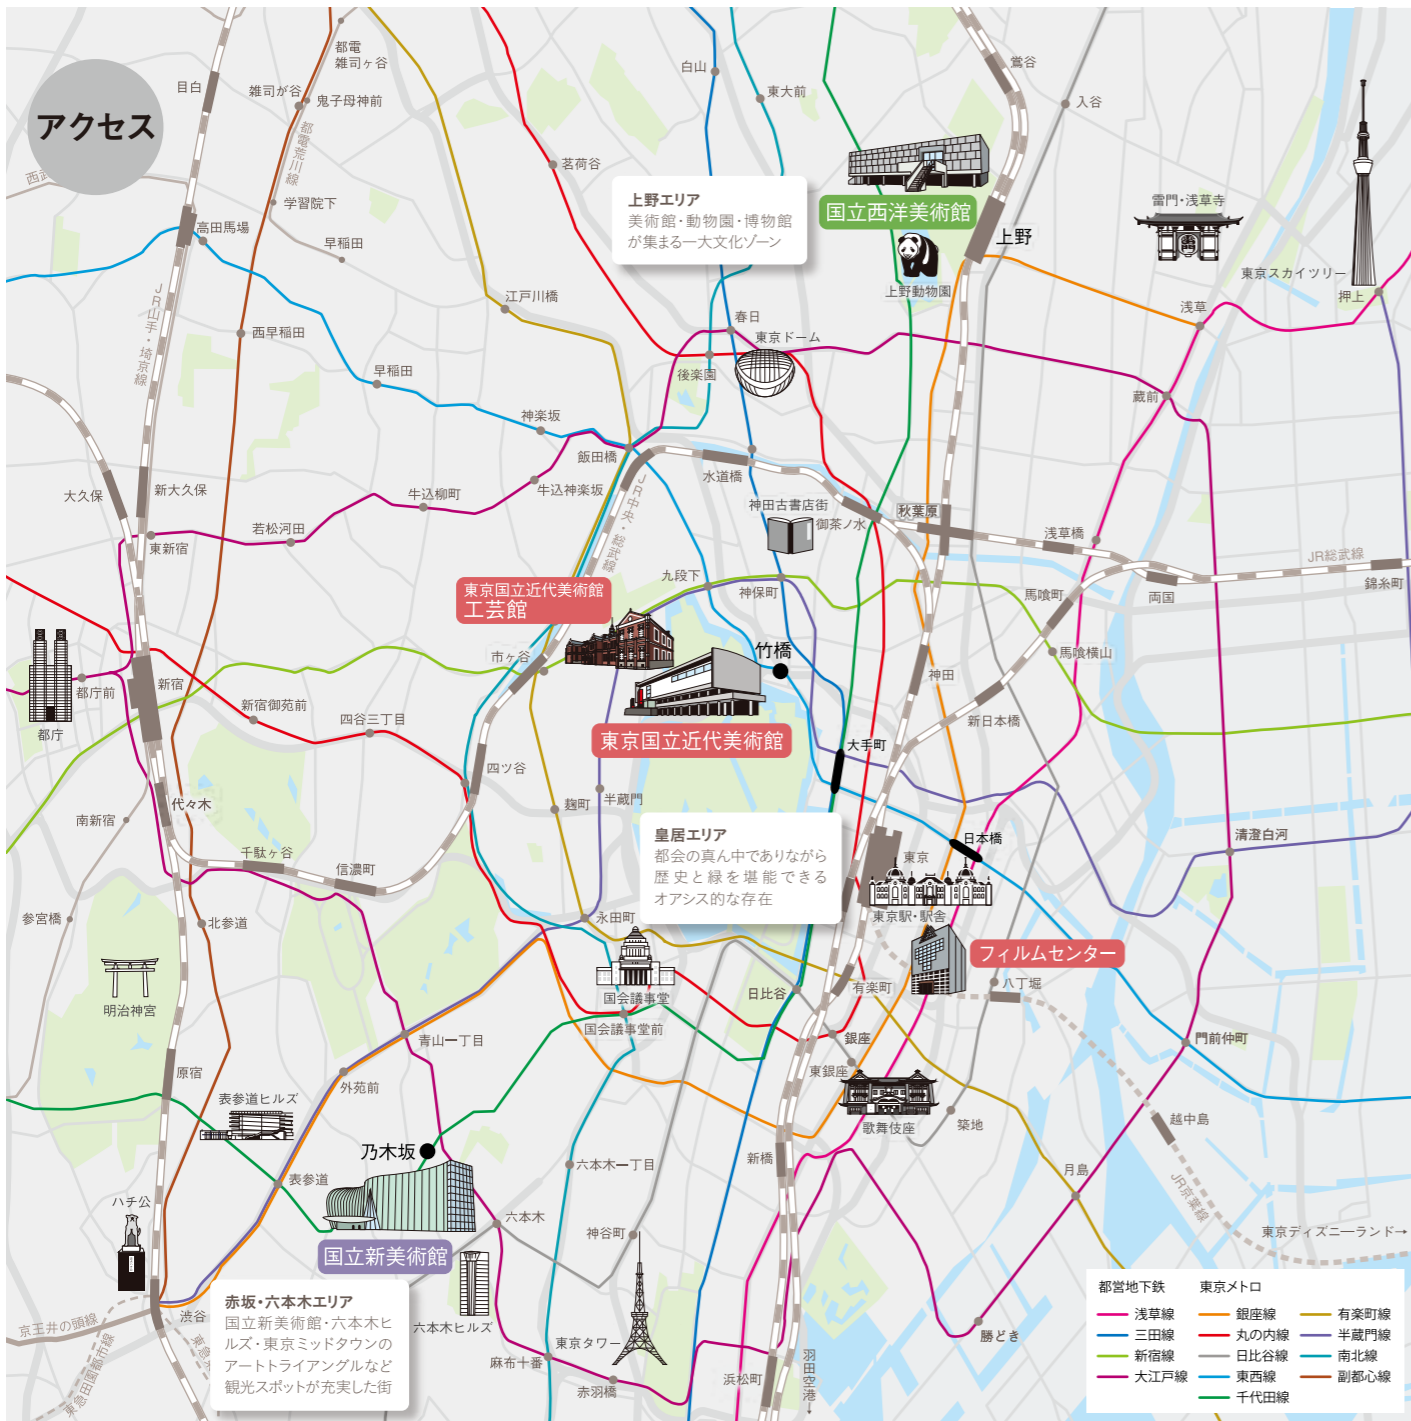 アクセス
目白
都電
雑司ヶ谷
雑司が谷
鬼子母神前
都電荒川線
学習院下
高田馬場
早稲田
JR山手・埼京線
西早稲田
早稲田
江戸川橋
茗荷谷
白山
東大前
上野エリア
美術館・動物園・博物館
が集まる一大文化ゾーン
国立西洋美術館
上野動物園
上野
鶯谷
入谷
雷門・浅草寺
東京スカイツリー
押上
浅草
蔵前
春日
東京ドーム
後楽園
神楽坂
飯田橋
水道橋
牛込神楽坂
牛込柳町
若松河田
大久保
新大久保
東新宿
JR中央・総武線
神田古書店街
御茶ノ水
秋葉原
浅草橋
JR総武線
両国
錦糸町
馬喰町
馬喰横山
九段下
神保町
東京国立近代美術館
工芸館
竹橋
市ヶ谷
東京国立近代美術館
神田
新日本橋
大手町
都庁前
都庁
新宿
新宿御苑前
四谷三丁目
四ツ谷
麹町
半蔵門
代々木
南新宿
千駄ヶ谷
信濃町
皇居エリア
都会の真ん中でありながら
歴史と緑を堪能できる
オアシス的な存在
日本橋
東京
東京駅・駅舎
清澄白河
参宮橋
北参道
永田町
国会議事堂
国会議事堂前
日比谷
有楽町
フィルムセンター
八丁堀
門前仲町
明治神宮
青山一丁目
外苑前
原宿
表参道ヒルズ
表参道
銀座
東銀座
歌舞伎座
築地
越中島
月島
JR京葉線
東京ディズニーランド→
乃木坂
国立新美術館
六本木一丁目
六本木
神谷町
新橋
ハチ公
渋谷
京王井の頭線
東急田園都市線
赤坂・六本木エリア
国立新美術館・六本木ヒ
ルズ・東京ミッドタウンの
アートトライアングルなど
観光スポットが充実した街
六本木ヒルズ
東京タワー
麻布十番
赤羽橋
浜松町
羽田空港→
勝どき
都営地下鉄
浅草線
三田線
新宿線
大江戸線
東京メトロ
銀座線
丸の内線
日比谷線
東西線
千代田線
有楽町線
半蔵門線
南北線
副都心線